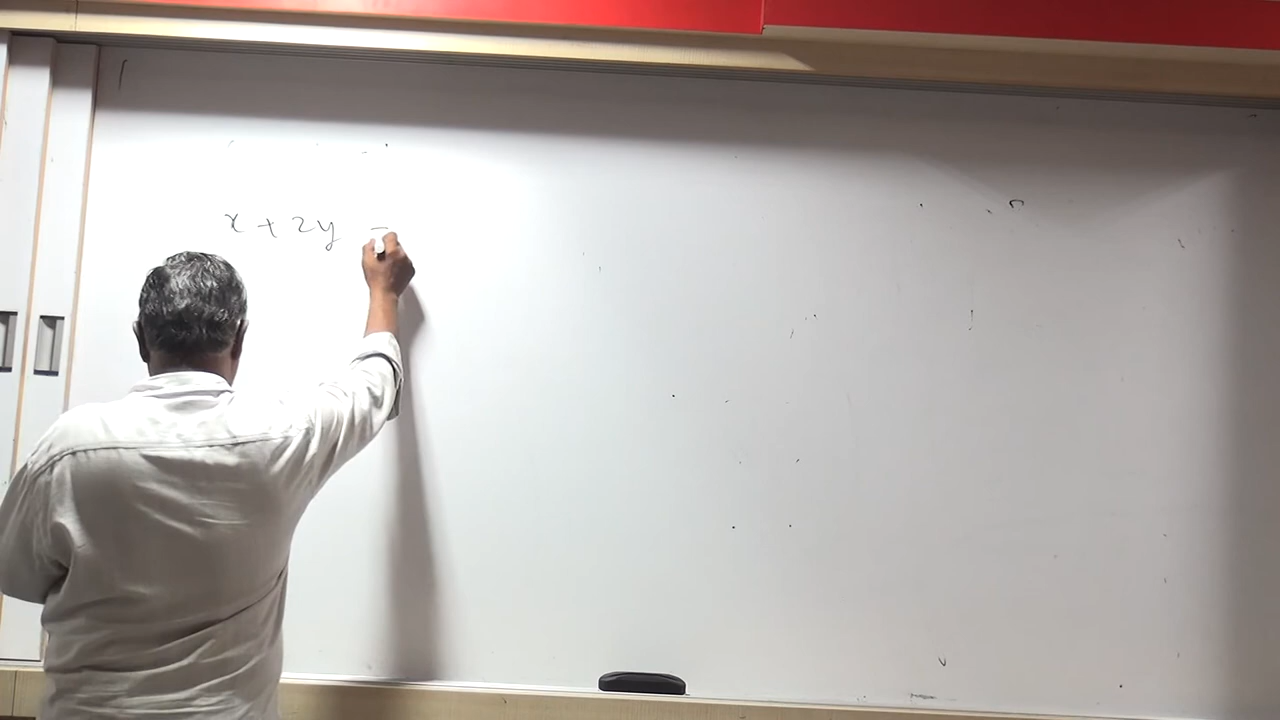 x + 2y =